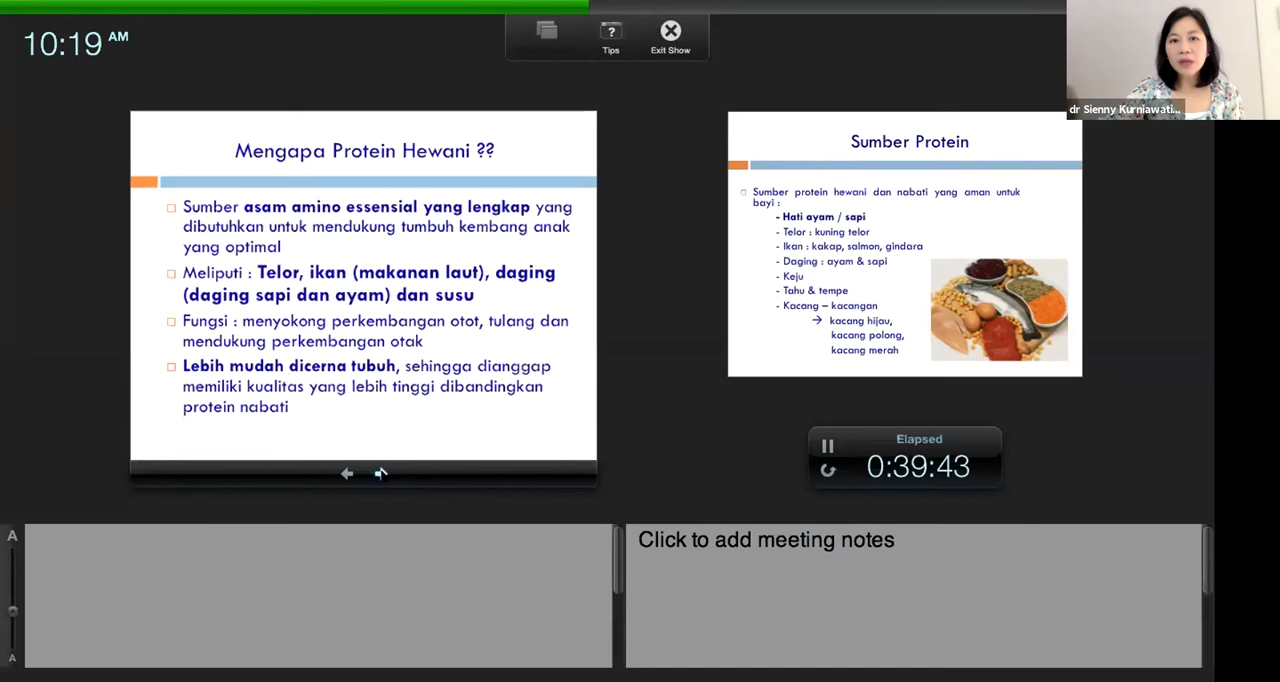 10:19 AM
?
Tips
Exit Show
dr Sienny Kurniawati...
Mengapa Protein Hewani ??
Sumber asam amino essensial yang lengkap yang
dibutuhkan untuk mendukung tumbuh kembang anak
yang optimal
Meliputi : Telor, ikan (makanan laut), daging
(daging sapi dan ayam) dan susu
Fungsi : menyokong perkembangan otot, tulang dan
mendukung perkembangan otak
Lebih mudah dicerna tubuh, sehingga dianggap
memiliki kualitas yang lebih tinggi dibandingkan
protein nabati
Sumber Protein
Sumber protein hewani dan nabati yang aman untuk
bayi :
- Hati ayam / sapi
- Telor : kuning telor
- Ikan : kakap, salmon, gindara
- Daging : ayam & sapi
- Keju
- Tahu & tempe
- Kacang – kacangan
→ kacang hijau,
kacang polong,
kacang merah
Elapsed
0:39:43
A
A
Click to add meeting notes